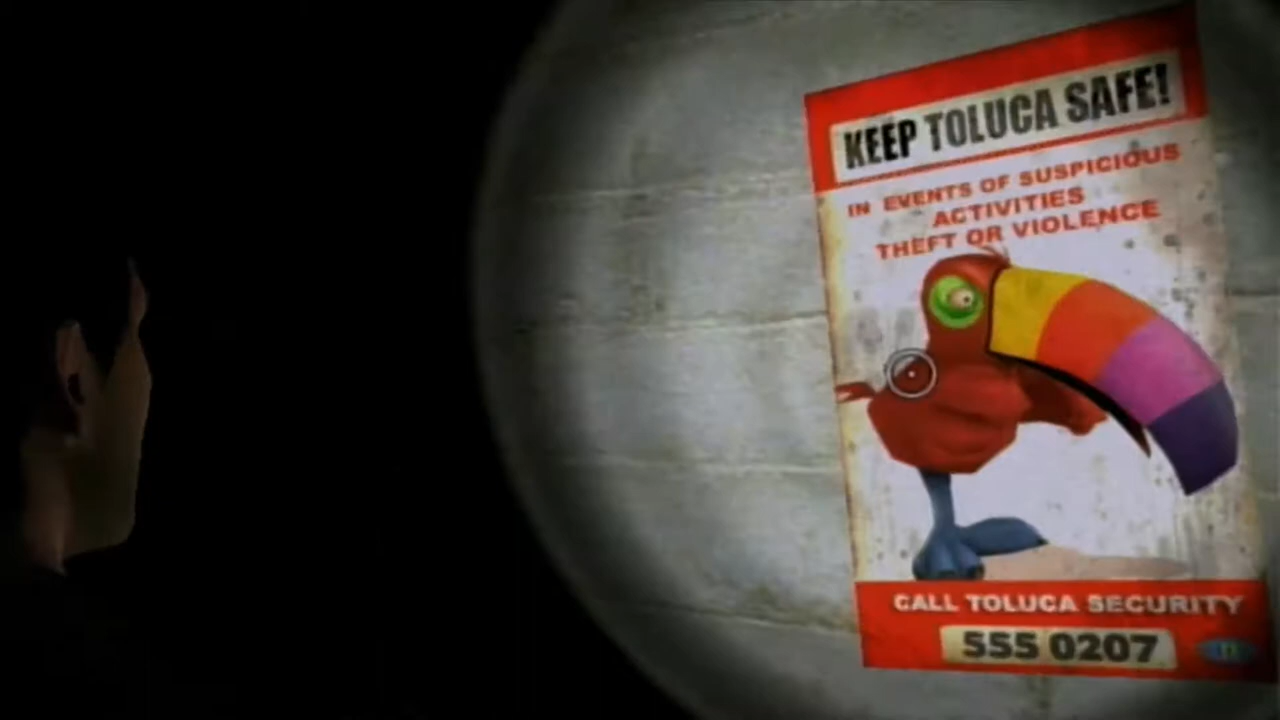 KEEP TOLUCA SAFE!
IN EVENTS OF SUSPICIOUS
ACTIVITIES
THEFT OR VIOLENCE
CALL TOLUCA SECURITY
555 0207